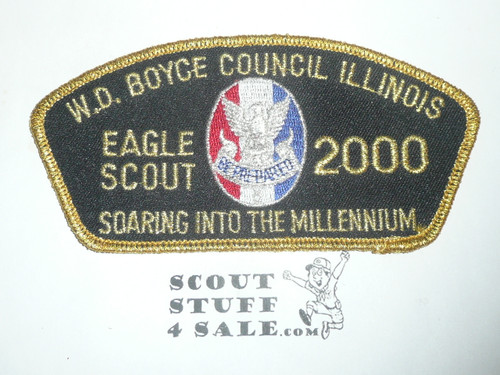 W.D. BOYCE COUNCIL ILLINOIS
EAGLE SCOUT
BE PREPARED
2000
SOARING INTO THE MILLENNIUM
SCOUT
STUFF
4 SALE.COM